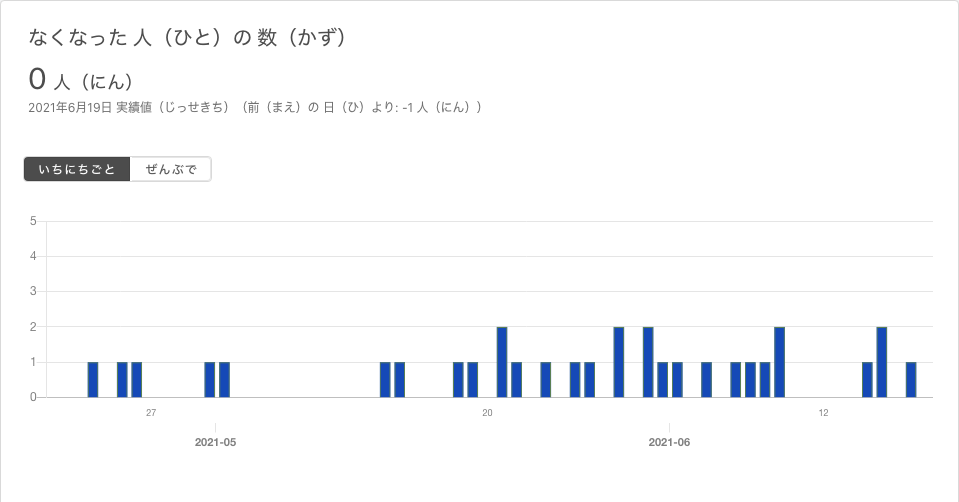 なくなった 人（ひと）の 数（かず）
0 人（にん）
2021年6月19日 実績値（じっせきち）（前（まえ）の 日（ひ）より: -1 人（にん））
いちにちごと ぜんぶで
5
4
3
2
1
0
27 20 12
2021-05 2021-06